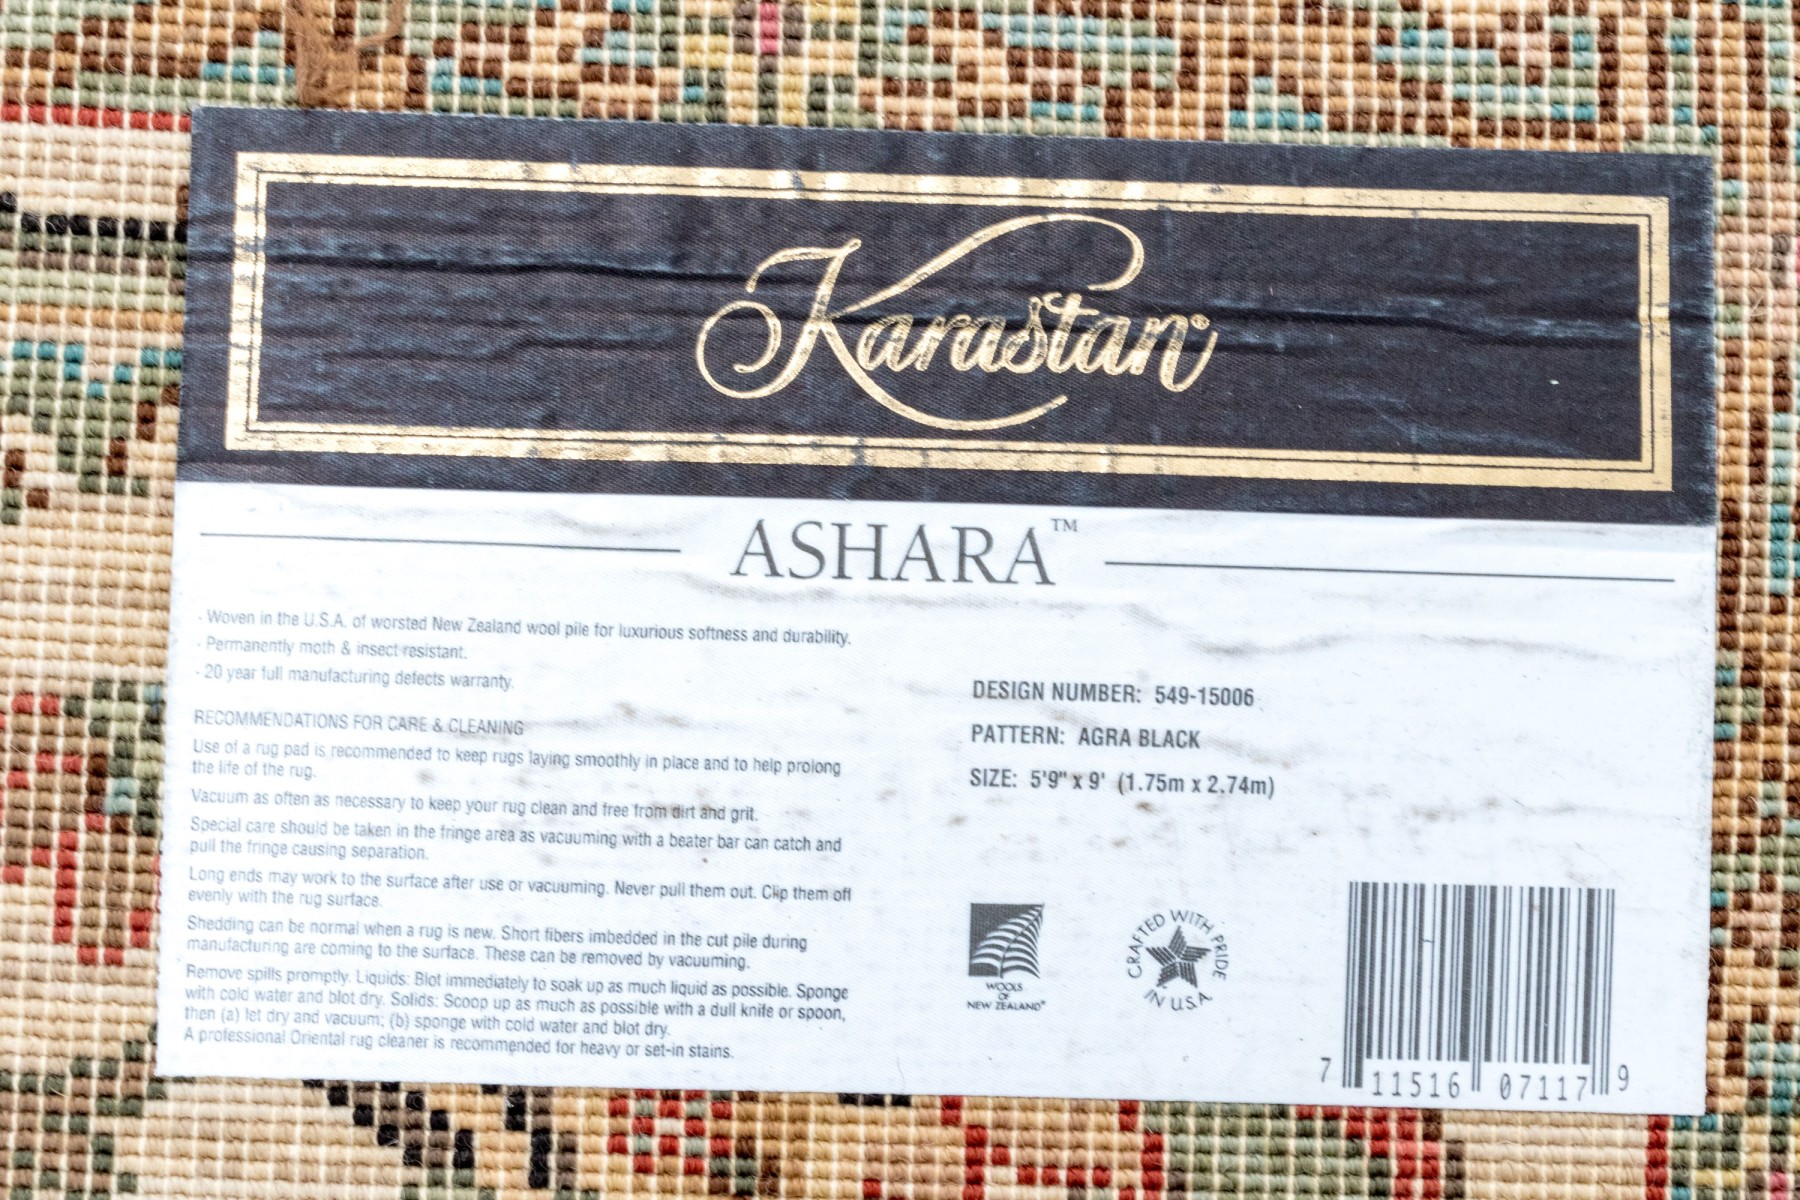 Karastan®
ASHARA™
- Woven in the U.S.A. of worsted New Zealand wool pile for luxurious softness and durability.
- Permanently moth & insect resistant.
- 20 year full manufacturing defects warranty.
RECOMMENDATIONS FOR CARE & CLEANING
Use of a rug pad is recommended to keep rugs laying smoothly in place and to help prolong
the life of the rug.
Vacuum as often as necessary to keep your rug clean and free from dirt and grit.
Special care should be taken in the fringe area as vacuuming with a beater bar can catch and
pull the fringe causing separation.
Long ends may work to the surface after use or vacuuming. Never pull them out. Clip them off
evenly with the rug surface.
Shedding can be normal when a rug is new. Short fibers imbedded in the cut pile during
manufacturing are coming to the surface. These can be removed by vacuuming.
Remove spills promptly. Liquids: Blot immediately to soak up as much liquid as possible. Sponge
with cold water and blot dry. Solids: Scoop up as much as possible with a dull knife or spoon,
then (a) let dry and vacuum; (b) sponge with cold water and blot dry.
A professional Oriental rug cleaner is recommended for heavy or set-in stains.
DESIGN NUMBER: 549-15006
PATTERN: AGRA BLACK
SIZE: 5'9" x 9' (1.75m x 2.74m)
WOOLS
OF
NEW ZEALAND®
CRAFTED WITH PRIDE
IN U.S.A.
7 11516 07117 9